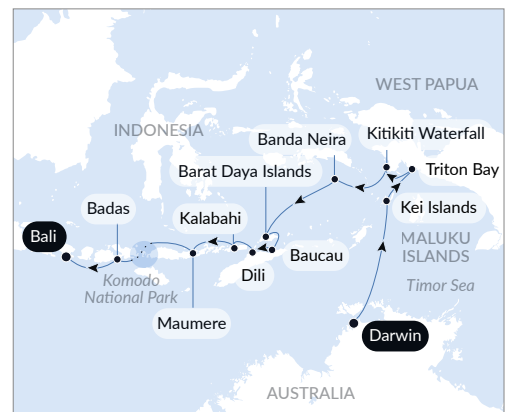 WEST PAPUA
INDONESIA
Banda Neira
Kitikiti Waterfall
Barat Daya Islands
Triton Bay
Badas
Kalabahi
Kei Islands
Bali
MALUKU
ISLANDS
Baucau
Dili
Komodo
National Park
Timor Sea
Maumere
Darwin
AUSTRALIA